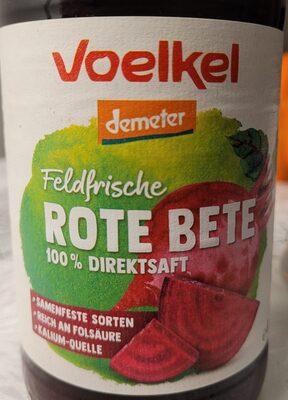 Voelkel
demeter
Feldfrische
ROTE BETE
100 % DIREKTSAFT
• SAMENFESTE SORTEN
• REICH AN FOLSÄURE
• KALIUM-QUELLE